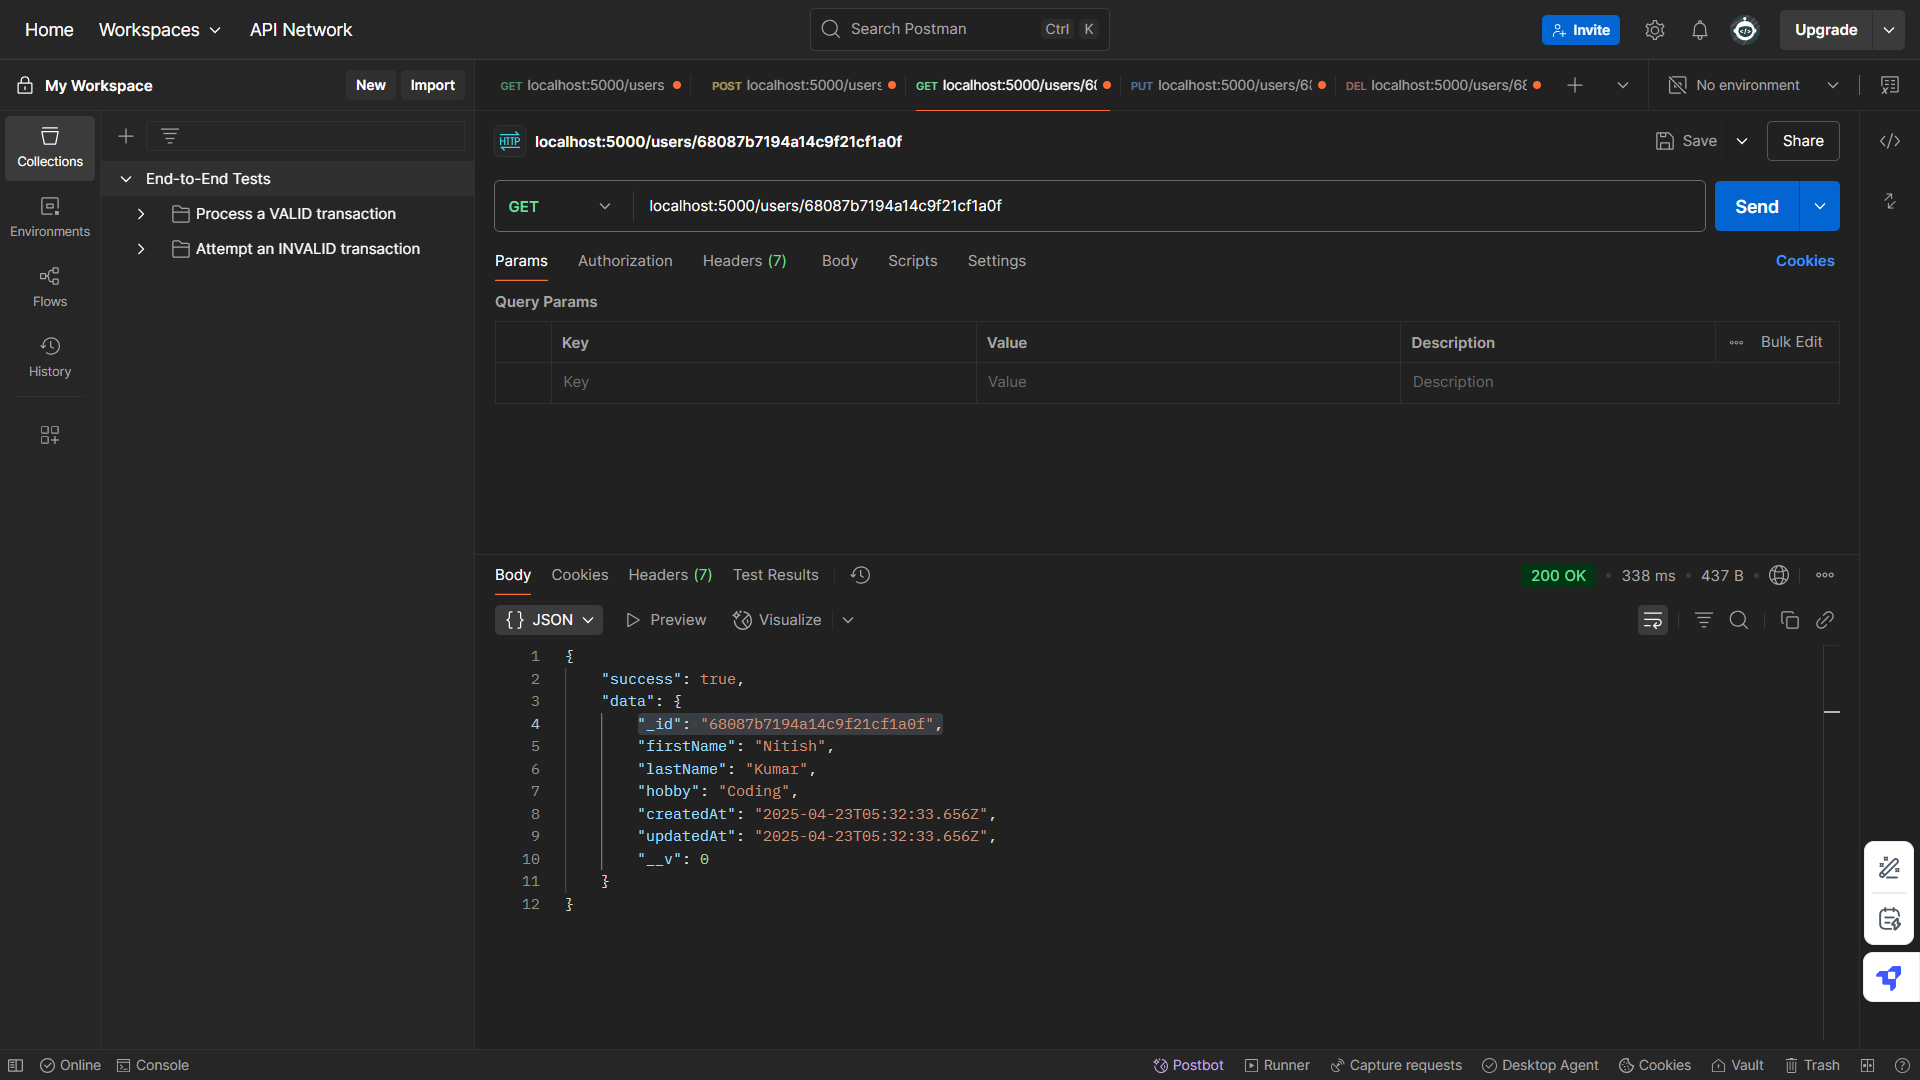 Home Workspaces API Network Search Postman Ctrl K Invite Upgrade
My Workspace New Import GET localhost:5000/users POST localhost:5000/users GET localhost:5000/users/68 PUT localhost:5000/users/68 DEL localhost:5000/users/68 No environment
Collections
Environments
Flows
History
End-to-End Tests
Process a VALID transaction
Attempt an INVALID transaction
HTTP localhost:5000/users/68087b7194a14c9f21cf1a0f Save Share
GET localhost:5000/users/68087b7194a14c9f21cf1a0f Send
Params Authorization Headers (7) Body Scripts Settings Cookies
Query Params
Key Value Description Bulk Edit
Key Value Description
Body Cookies Headers (7) Test Results 200 OK 338 ms 437 B
{} JSON Preview Visualize
1 {
2 "success": true,
3 "data": {
4 "_id": "68087b7194a14c9f21cf1a0f",
5 "firstName": "Nitish",
6 "lastName": "Kumar",
7 "hobby": "Coding",
8 "createdAt": "2025-04-23T05:32:33.656Z",
9 "updatedAt": "2025-04-23T05:32:33.656Z",
10 "__v": 0
11 }
12 }
Online Console Postbot Runner Capture requests Desktop Agent Cookies Vault Trash